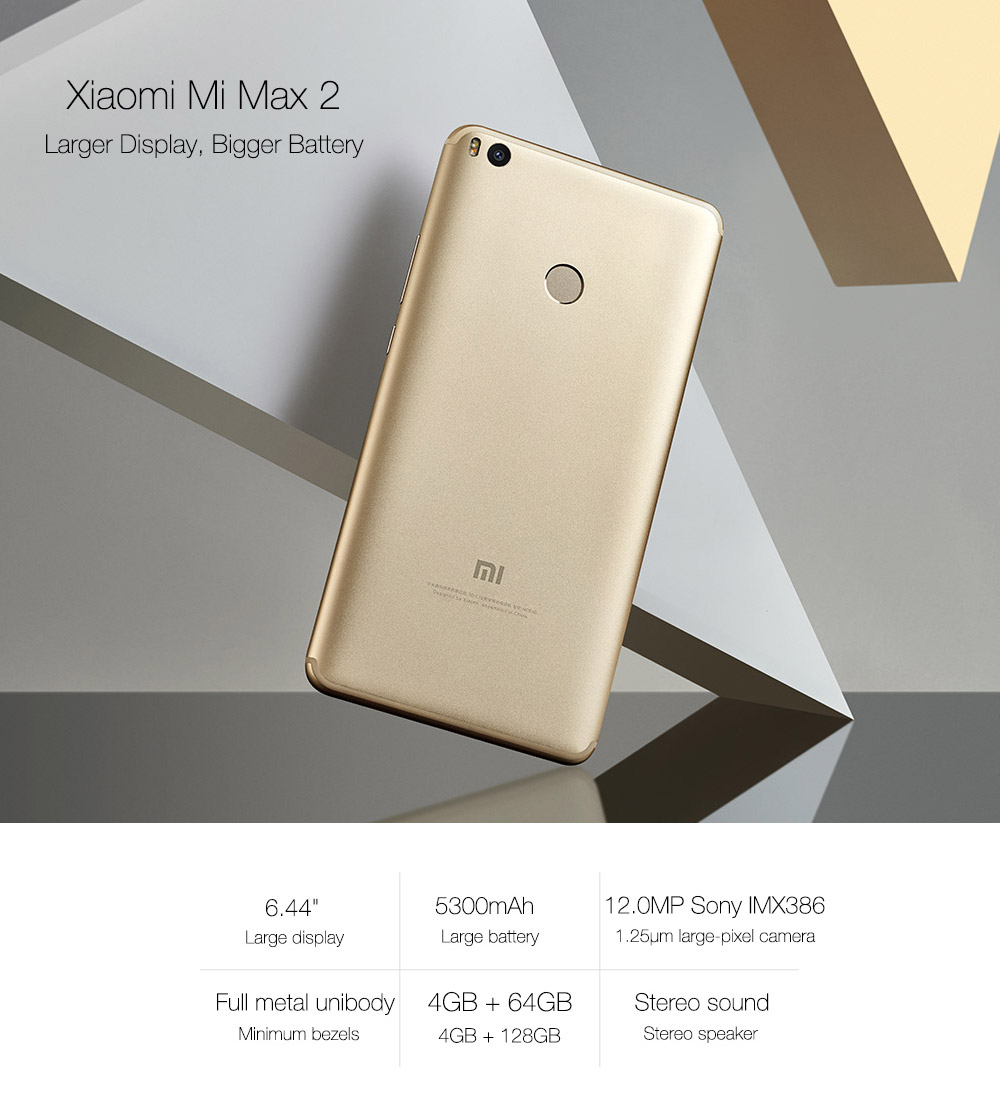 Xiaomi Mi Max 2
Larger Display, Bigger Battery
mi
6.44"
Large display
5300mAh
Large battery
12.0MP Sony IMX386
1.25μm large-pixel camera
Full metal unibody
Minimum bezels
4GB + 64GB
4GB + 128GB
Stereo sound
Stereo speaker